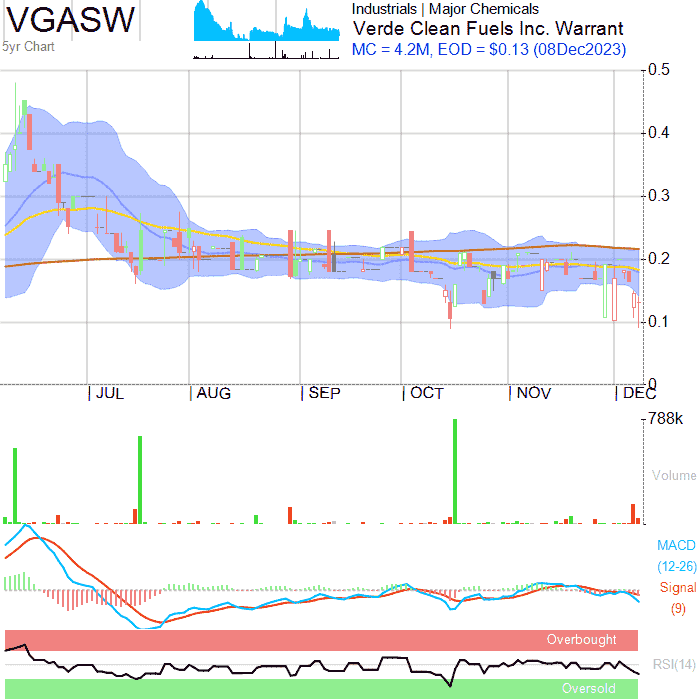 VGASW
5yr Chart
Industrials | Major Chemicals
Verde Clean Fuels Inc. Warrant
MC = 4.2M, EOD = $0.13 (08Dec2023)
0.5
0.4
0.3
0.2
0.1
0
JUL
AUG
SEP
OCT
NOV
DEC
788k
Volume
MACD
(12-26)
Signal
(9)
Overbought
RSI(14)
Oversold